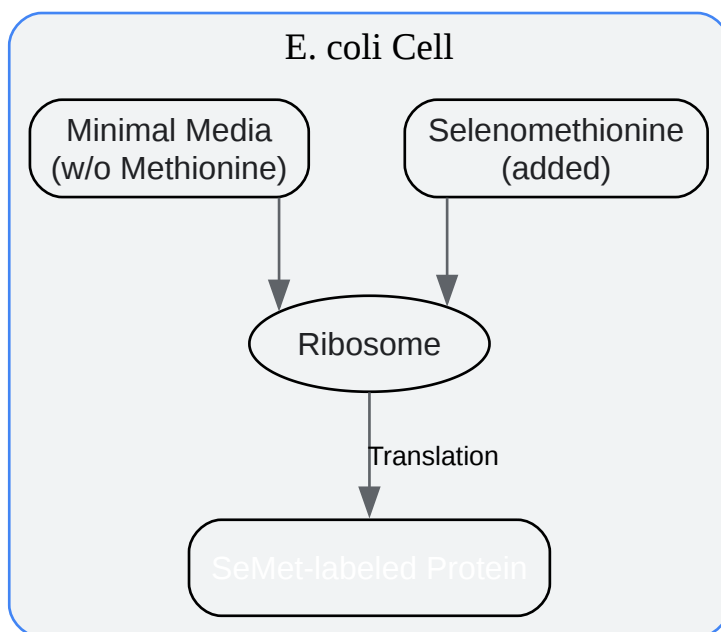 E. coli Cell
Minimal Media
(w/o Methionine)
Selenomethionine
(added)
Ribosome
Translation
SeMet-labeled Protein